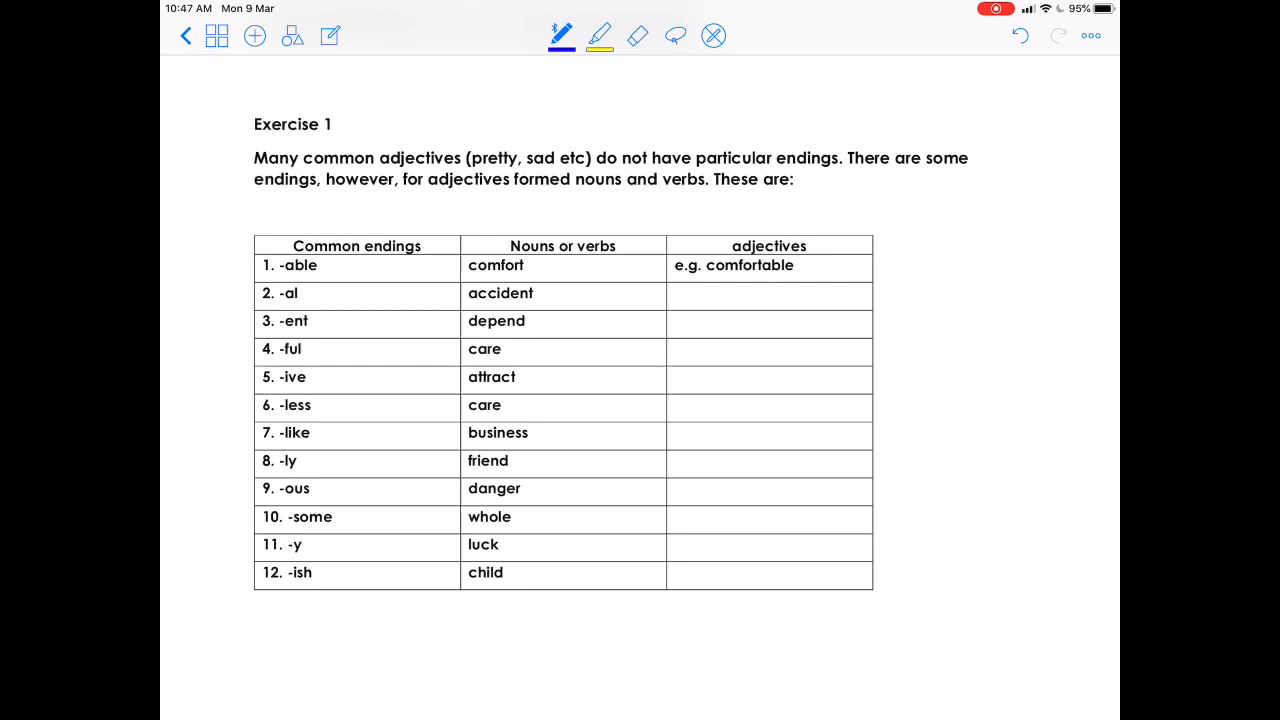 10:47 AM Mon 9 Mar 95%
Exercise 1
Many common adjectives (pretty, sad etc) do not have particular endings. There are some
endings, however, for adjectives formed nouns and verbs. These are:
Common endings Nouns or verbs adjectives
1. -able comfort e.g. comfortable
2. -al accident
3. -ent depend
4. -ful care
5. -ive attract
6. -less care
7. -like business
8. -ly friend
9. -ous danger
10. -some whole
11. -y luck
12. -ish child